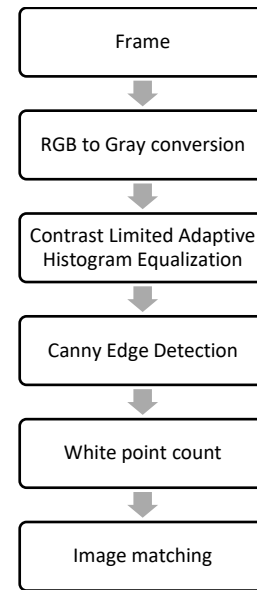 Frame
RGB to Gray conversion
Contrast Limited Adaptive
Histogram Equalization
Canny Edge Detection
White point count
Image matching